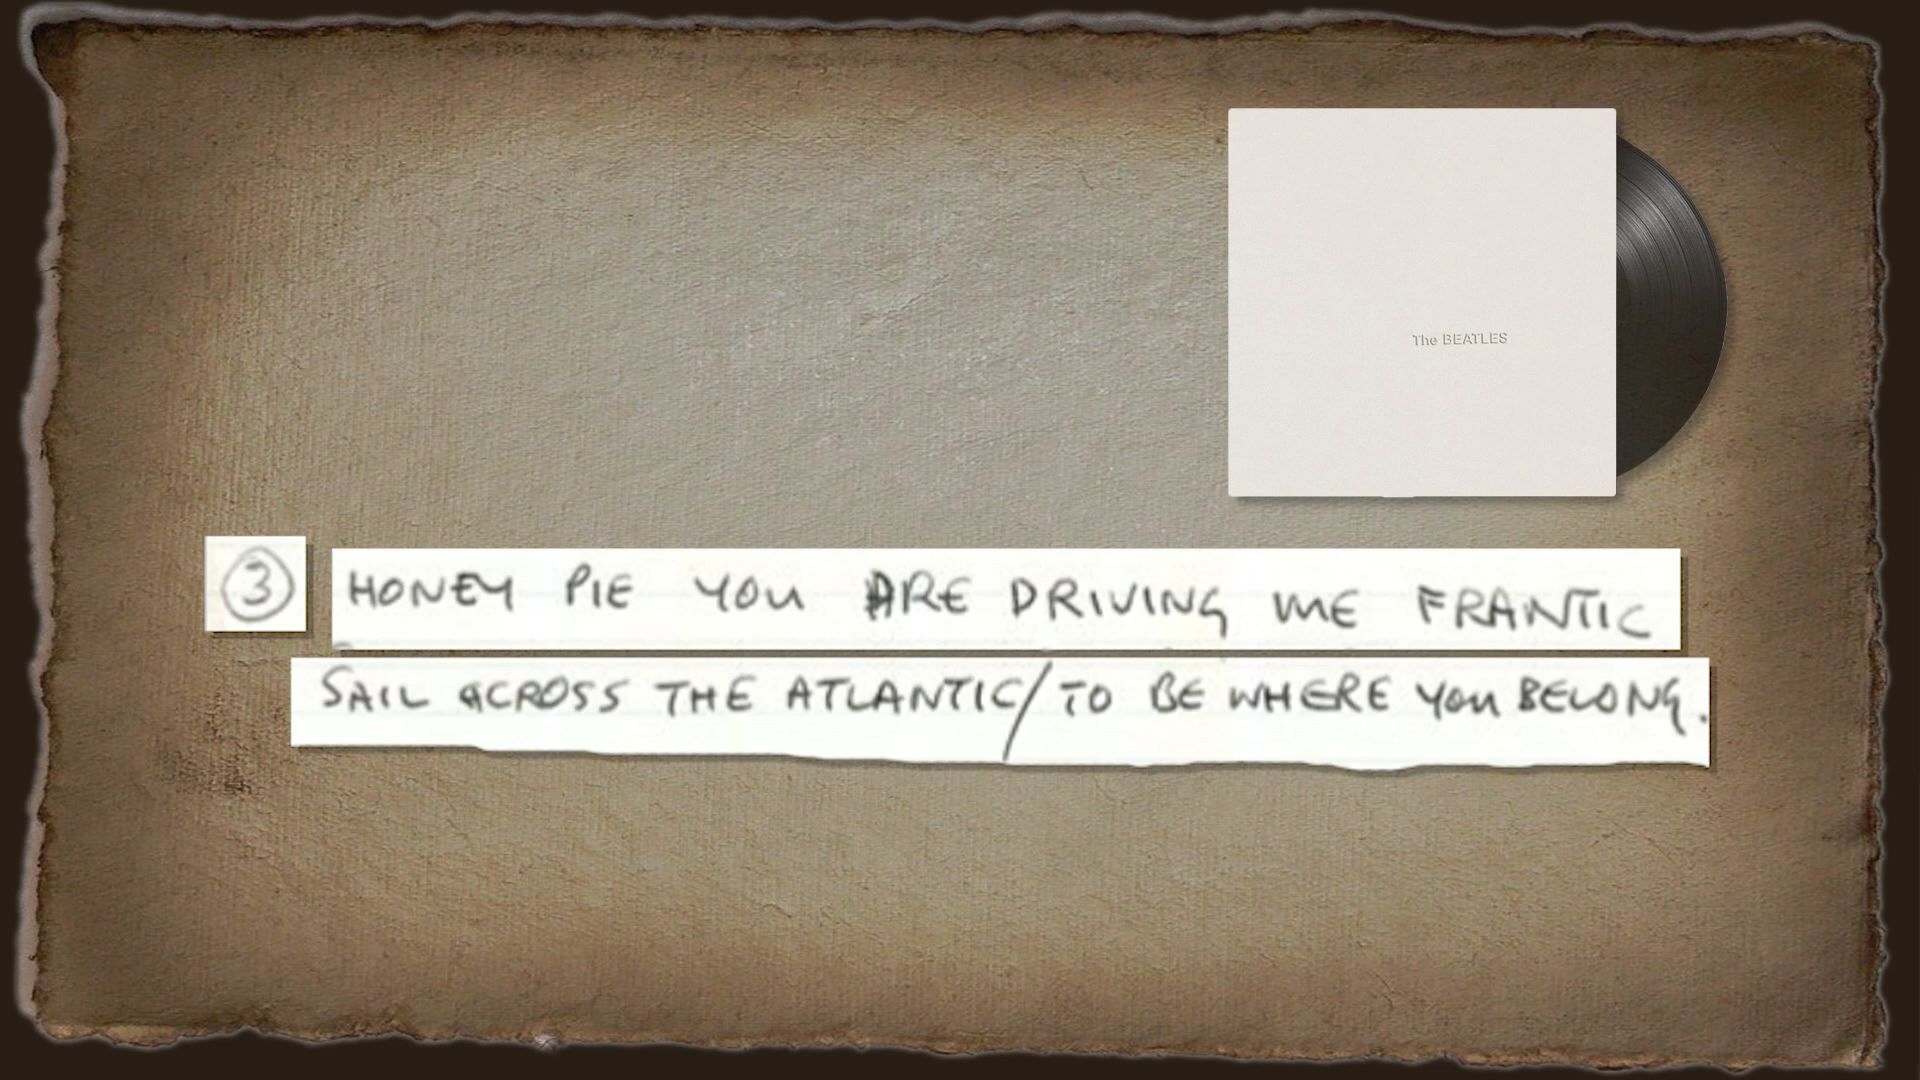 The BEATLES
3 HONEY PIE YOU ARE DRIVING ME FRANTIC
SAIL ACROSS THE ATLANTIC/TO BE WHERE YOU BELONG.